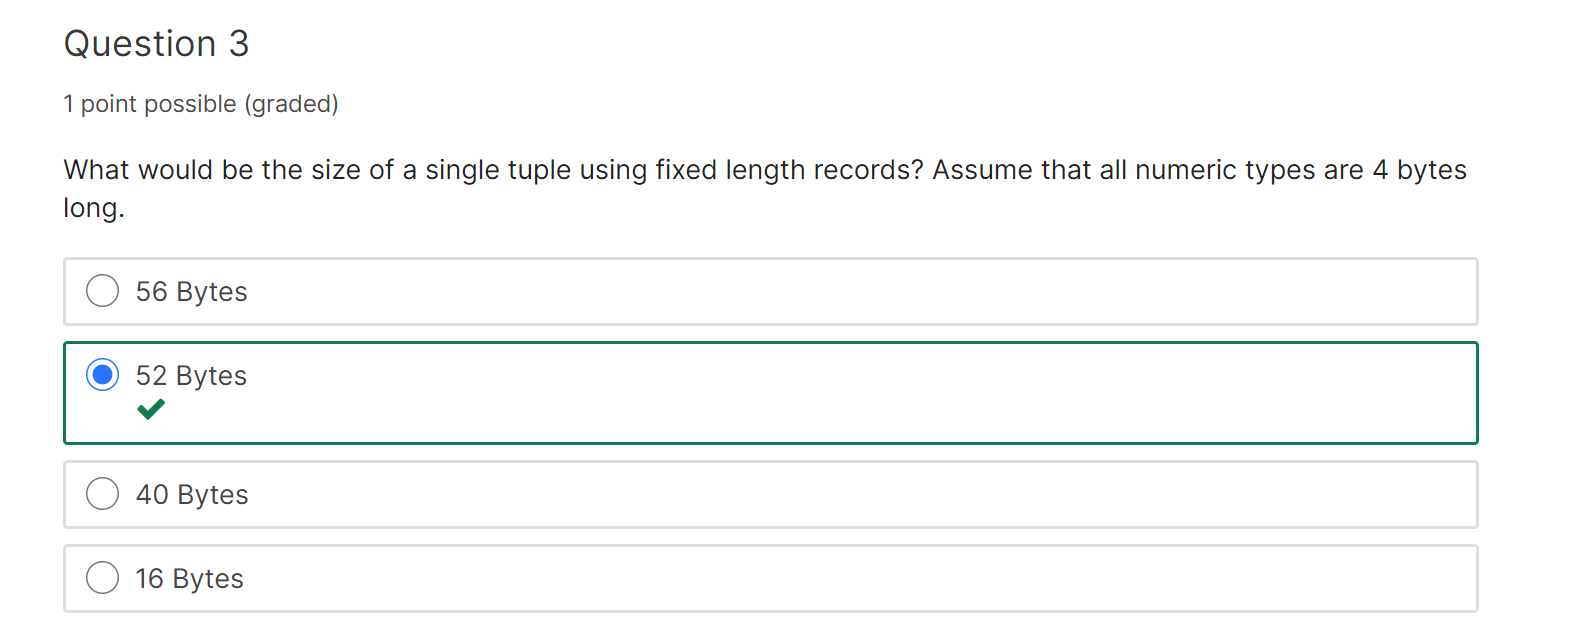 Question 3
1 point possible (graded)
What would be the size of a single tuple using fixed length records? Assume that all numeric types are 4 bytes
long.
56 Bytes
52 Bytes
40 Bytes
16 Bytes